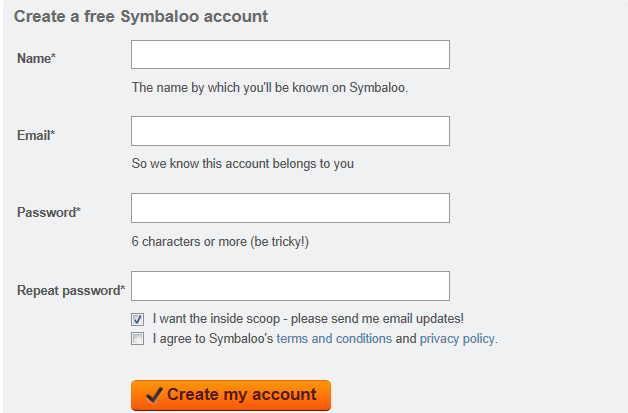 Create a free Symbaloo account
Name*
The name by which you'll be known on Symbaloo.
Email*
So we know this account belongs to you
Password*
6 characters or more (be tricky!)
Repeat password*
I want the inside scoop - please send me email updates!
I agree to Symbaloo's terms and conditions and privacy policy.
Create my account